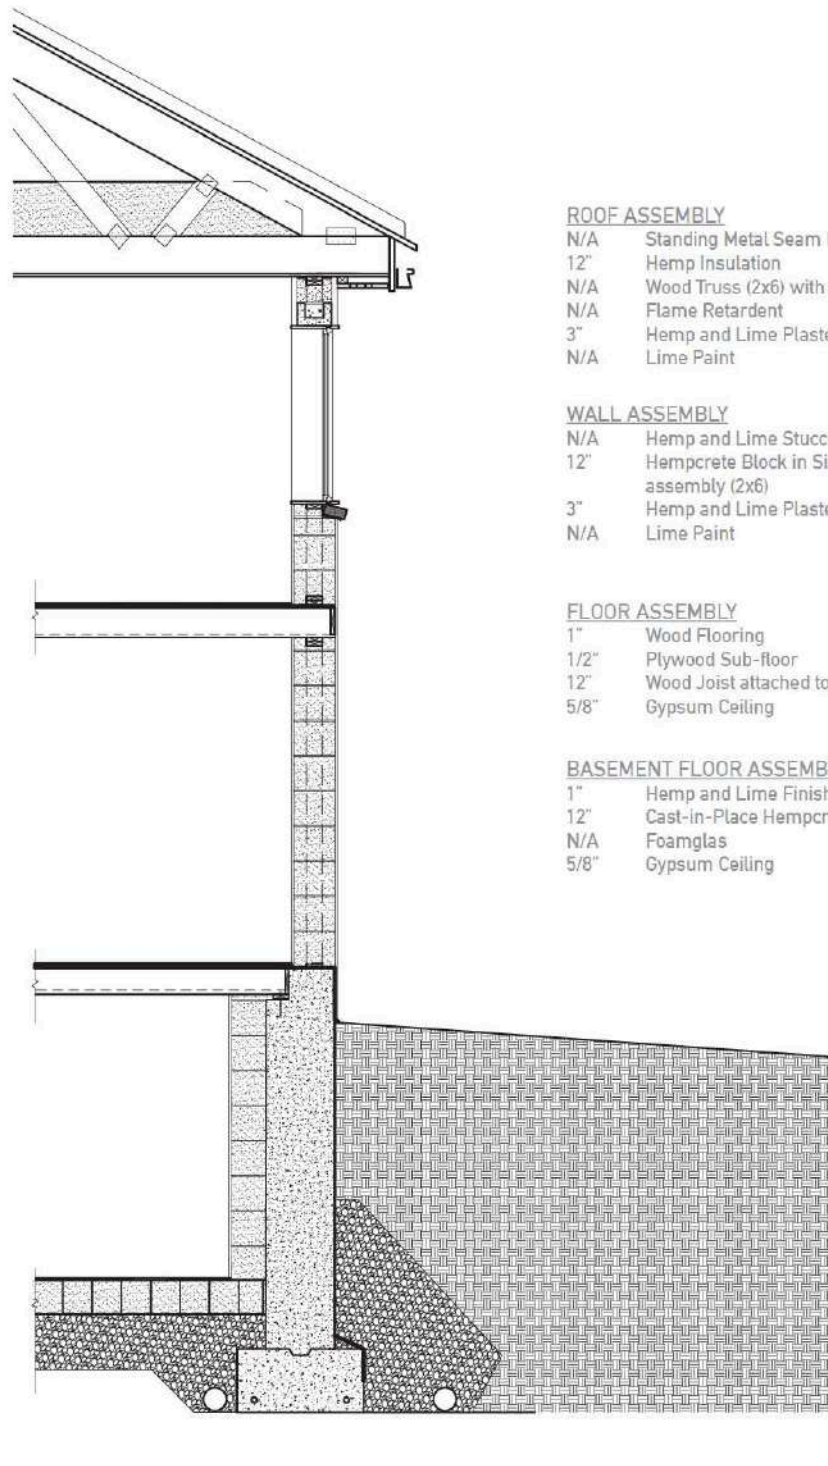 ROOF ASSEMBLY
N/A Standing Metal Seam
12" Hemp Insulation
N/A Wood Truss (2x6) with
N/A Flame Retardent
3" Hemp and Lime Plaste
N/A Lime Paint
WALL ASSEMBLY
N/A Hemp and Lime Stucc
12" Hempcrete Block in Si
assembly (2x6)
3" Hemp and Lime Plaste
N/A Lime Paint
FLOOR ASSEMBLY
1" Wood Flooring
1/2" Plywood Sub-floor
12" Wood Joist attached to
5/8" Gypsum Ceiling
BASEMENT FLOOR ASSEMB
1" Hemp and Lime Finish
12" Cast-in-Place Hempcr
N/A Foamglas
5/8" Gypsum Ceiling